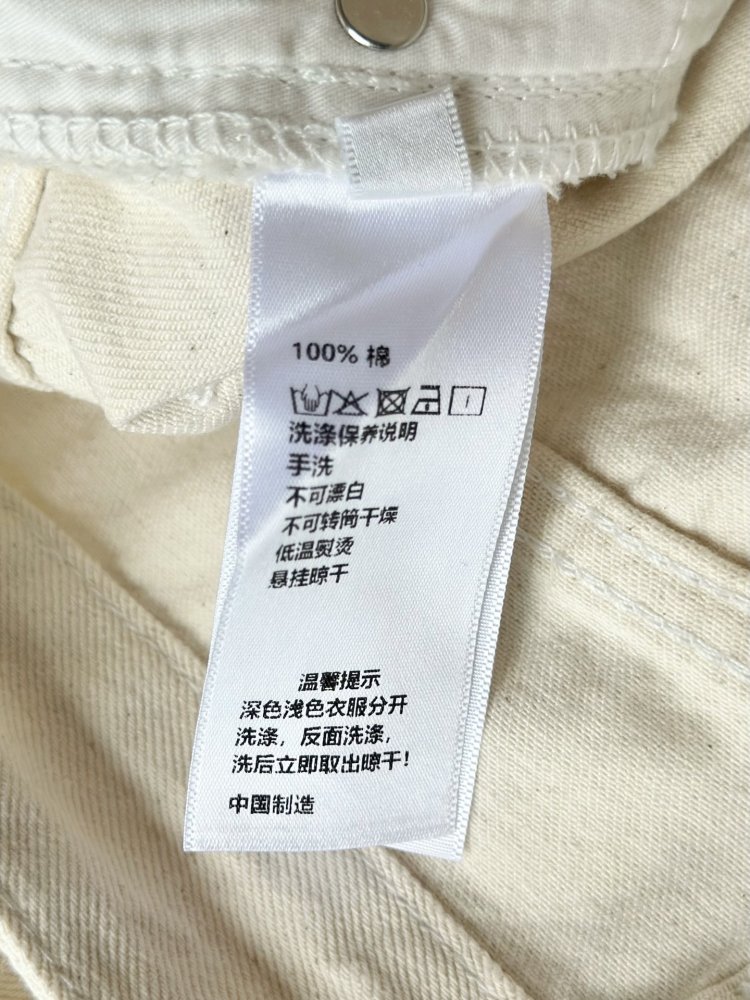 100% 棉
洗涤保养说明
手洗
不可漂白
不可转筒干燥
低温熨烫
悬挂晾干
温馨提示
深色浅色衣服分开
洗涤，反面洗涤，
洗后立即取出晾干！
中国制造